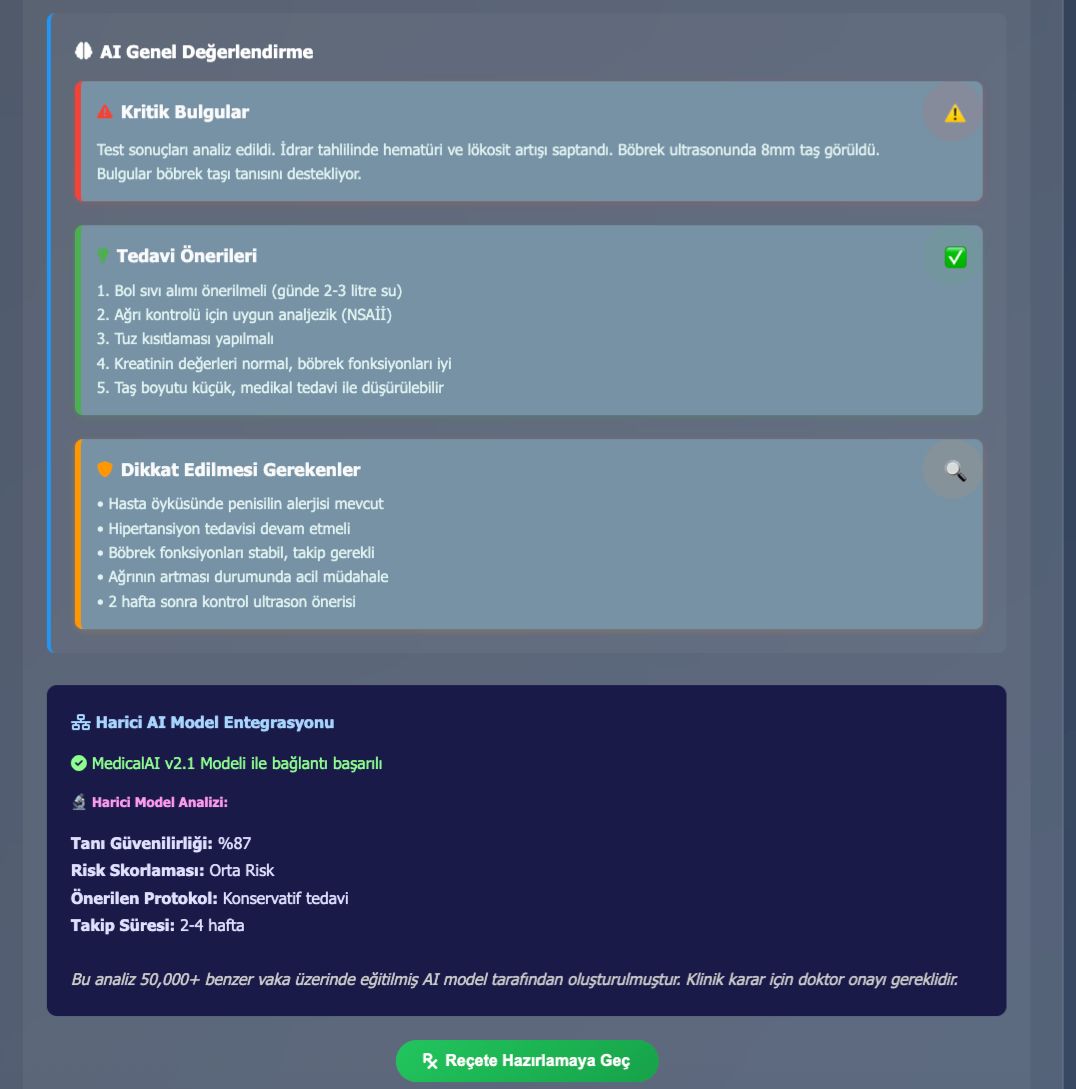 AI Genel Değerlendirme
Kritik Bulgular
Test sonuçları analiz edildi. İdrar tahlilinde hematüri ve lökosit artışı saptandı. Böbrek ultrasonunda 8mm taş görüldü.
Bulgular böbrek taşı tanısını destekliyor.
Tedavi Önerileri
1. Bol sıvı alımı önerilmeli (günde 2-3 litre su)
2. Ağrı kontrolü için uygun analjezik (NSAİİ)
3. Tuz kısıtlaması yapılmalı
4. Kreatinin değerleri normal, böbrek fonksiyonları iyi
5. Taş boyutu küçük, medikal tedavi ile düşürülebilir
Dikkat Edilmesi Gerekenler
• Hasta öyküsünde penisilin alerjisi mevcut
• Hipertansiyon tedavisi devam etmeli
• Böbrek fonksiyonları stabil, takip gerekli
• Ağrının artması durumunda acil müdahale
• 2 hafta sonra kontrol ultrason önerisi
Harici AI Model Entegrasyonu
MedicalAI v2.1 Modeli ile bağlantı başarılı
Harici Model Analizi:
Tanı Güvenilirliği: %87
Risk Skorlaması: Orta Risk
Önerilen Protokol: Konservatif tedavi
Takip Süresi: 2-4 hafta
Bu analiz 50,000+ benzer vaka üzerinde eğitilmiş AI model tarafından oluşturulmuştur. Klinik karar için doktor onayı gereklidir.
Reçete Hazırlamaya Geç